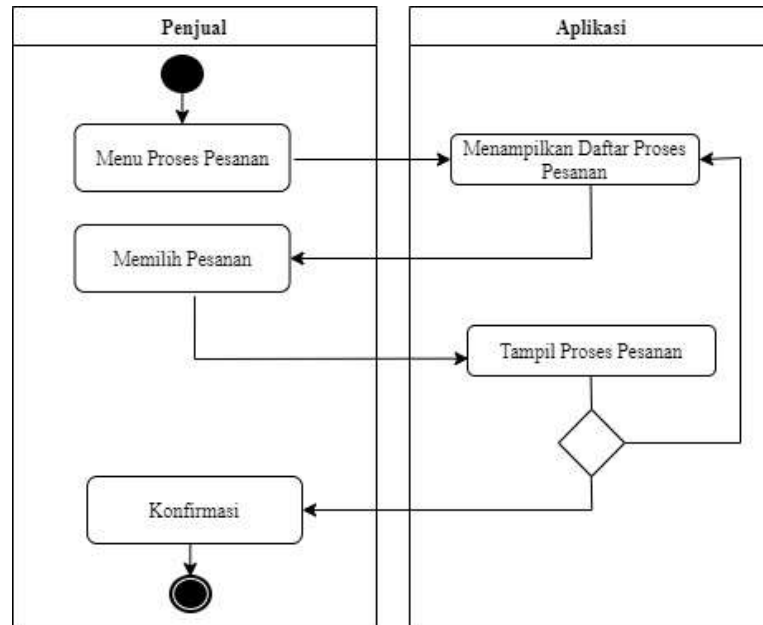 Penjual
Aplikasi
Menu Proses Pesanan
Menampilkan Daftar Proses
Pesanan
Memilih Pesanan
Tampil Proses Pesanan
Konfirmasi